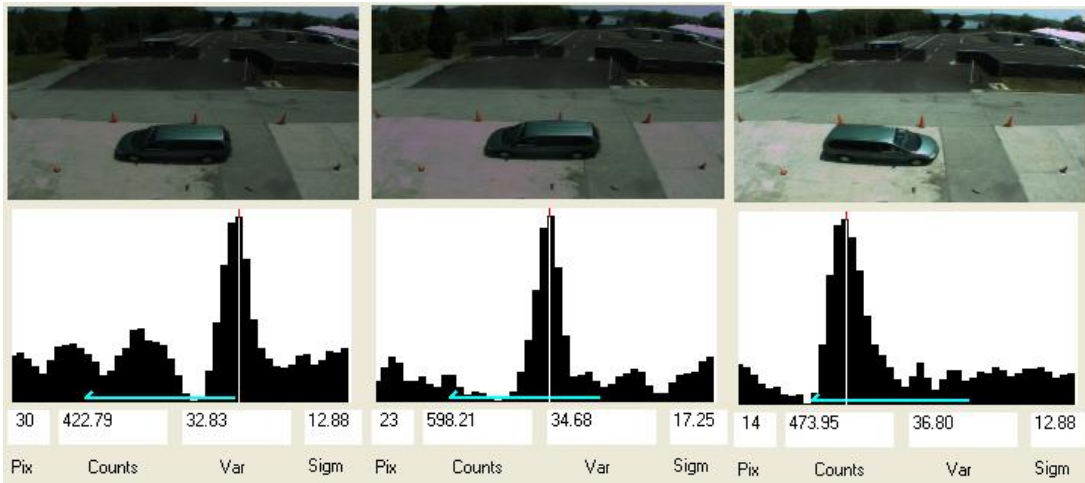 30 422.79 32.83 12.88 23 598.21 34.68 17.25 14 473.95 36.80 12.88
Pix Counts Var Sigm Pix Counts Var Sigm Pix Counts Var Sigm